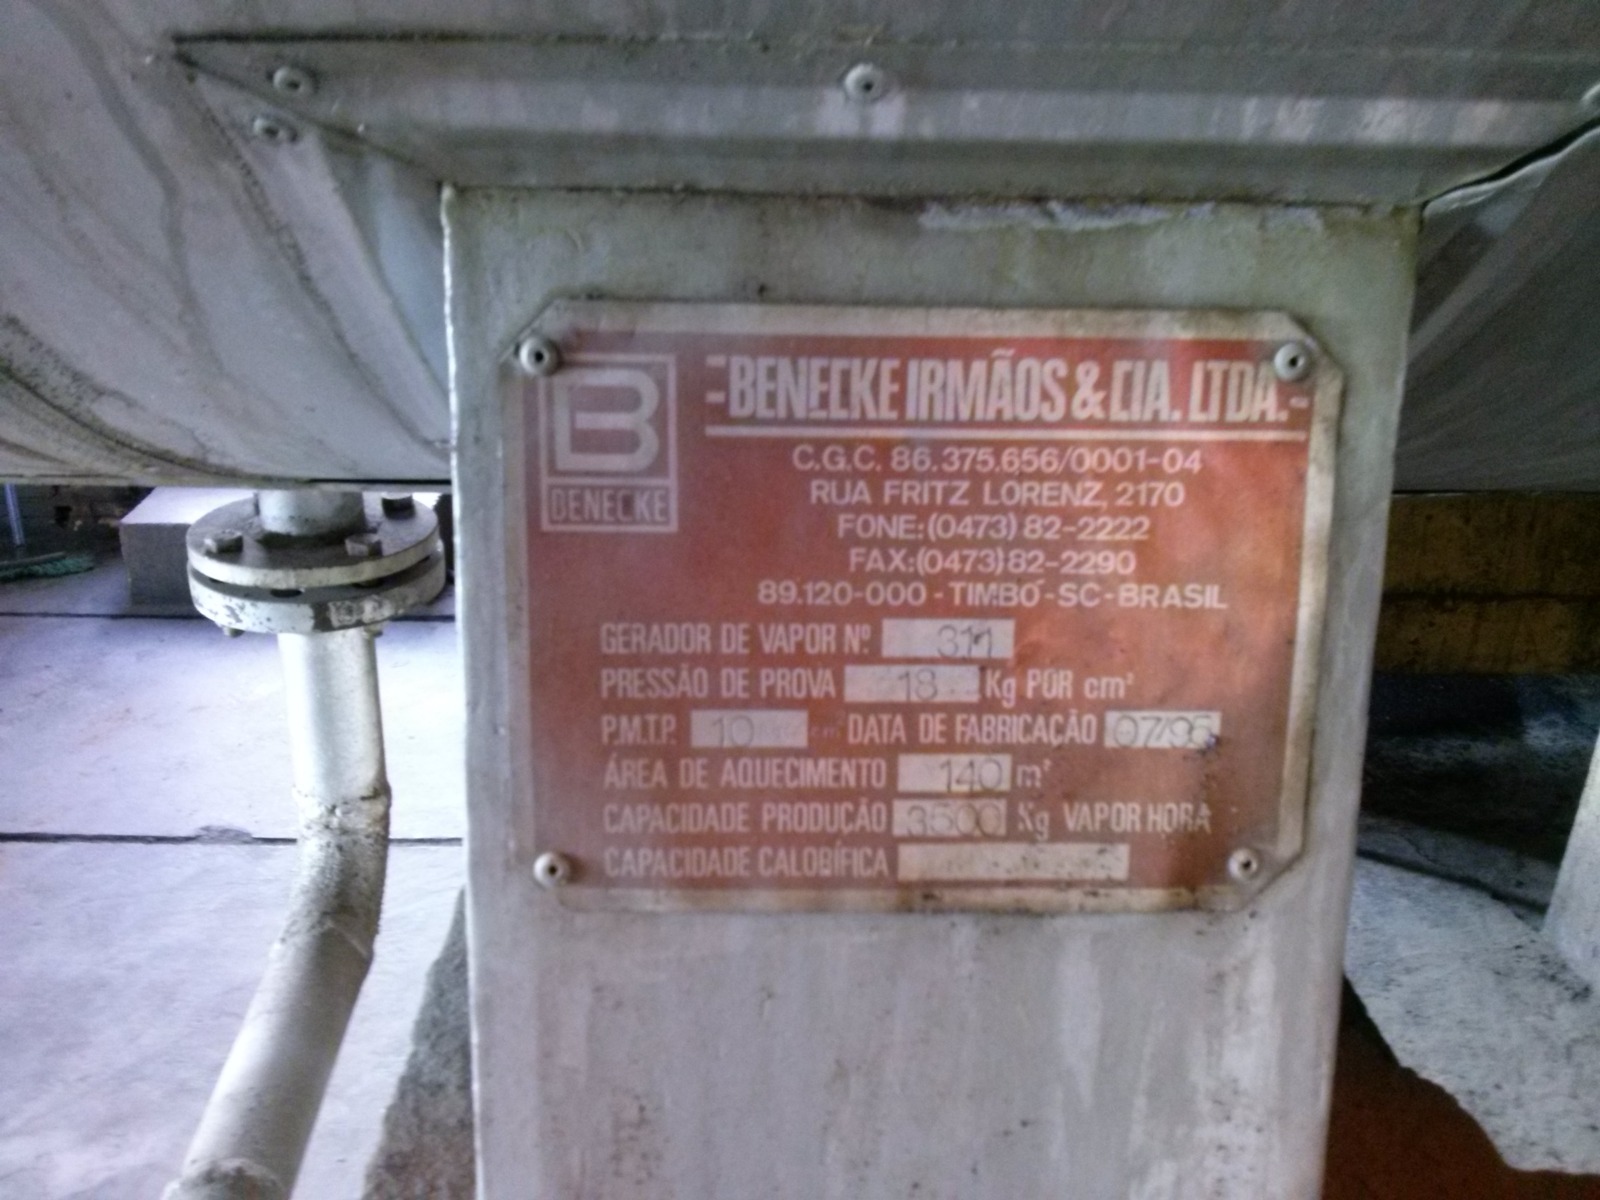 B
BENECKE
-BENECKE IRMÃOS & CIA. LTDA.-
C.G.C. 86.375.656/0001-04
RUA FRITZ LORENZ, 2170
FONE:(0473) 82-2222
FAX:(0473) 82-2290
89.120-000 - TIMBÓ - SC - BRASIL
GERADOR DE VAPOR Nº 311
PRESSÃO DE PROVA 18 Kg POR cm²
P.M.T.P. 10 cm DATA DE FABRICAÇÃO 07/95
ÁREA DE AQUECIMENTO 140 m²
CAPACIDADE PRODUÇÃO 3500 Kg VAPOR HORA
CAPACIDADE CALORÍFICA